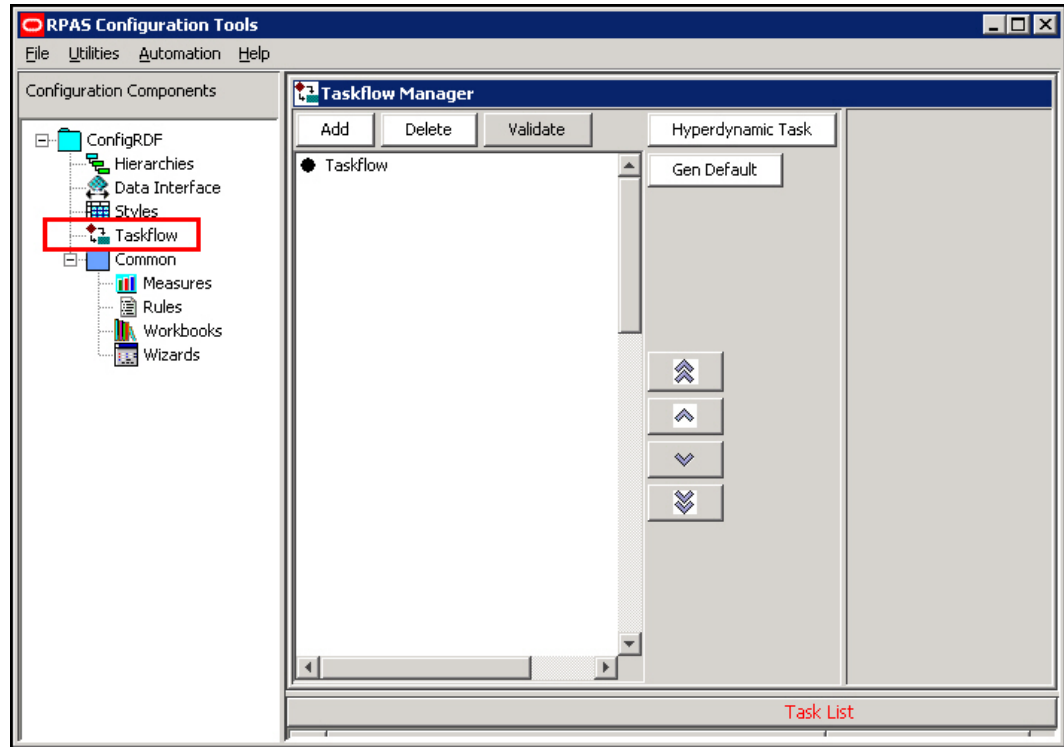 RPAS Configuration Tools
File Utilities Automation Help
Configuration Components
ConfigRDF
Hierarchies
Data Interface
Styles
Taskflow
Common
Measures
Rules
Workbooks
Wizards
Taskflow Manager
Add Delete Validate Hyperdynamic Task
Taskflow
Gen Default
Task List